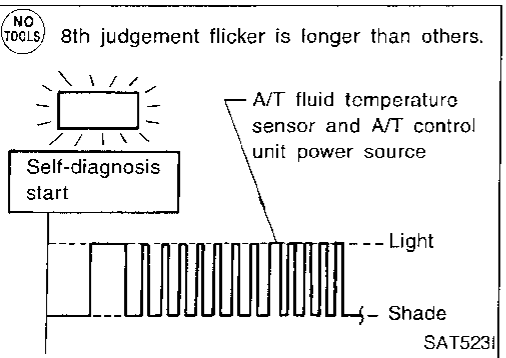 NO
TOOLS
8th judgement flicker is longer than others.
A/T fluid temperature
sensor and A/T control
unit power source
Self-diagnosis
start
Light
Shade
SAT523I